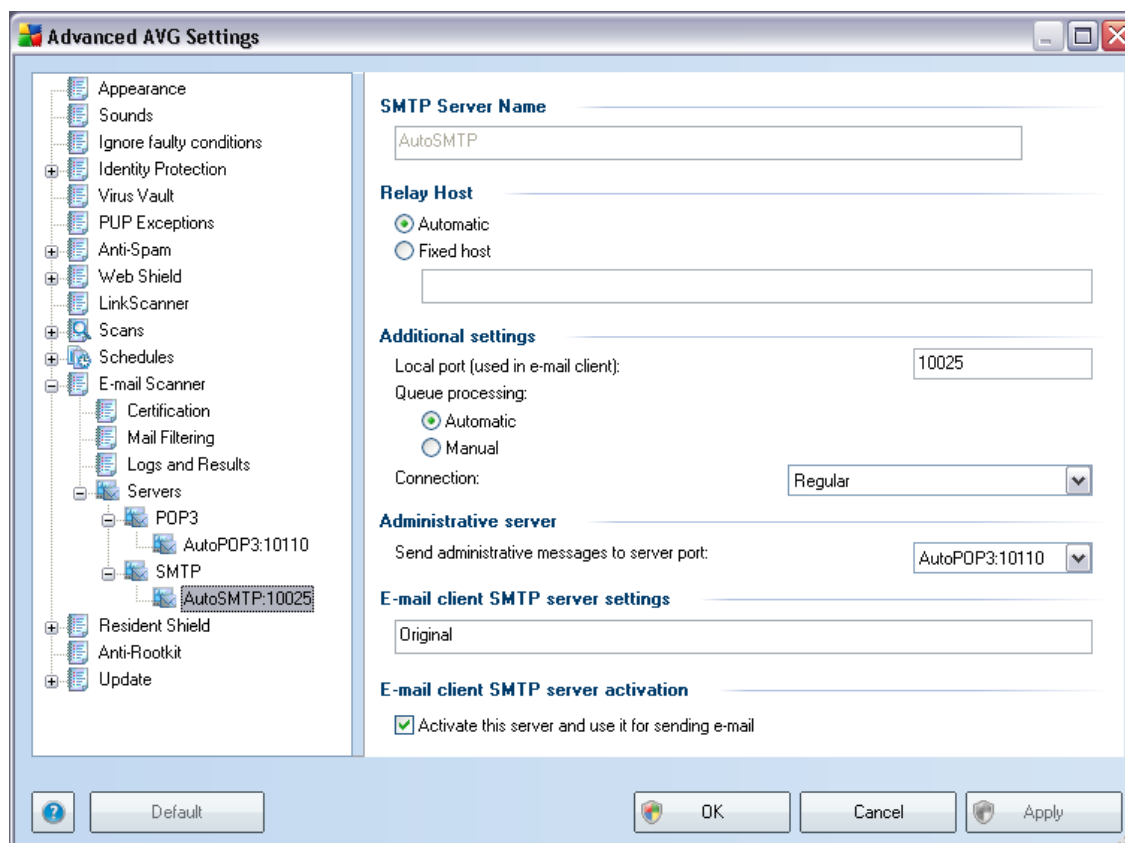 Advanced AVG Settings
Appearance
Sounds
Ignore faulty conditions
Identity Protection
Virus Vault
PUP Exceptions
Anti-Spam
Web Shield
LinkScanner
Scans
Schedules
E-mail Scanner
Certification
Mail Filtering
Logs and Results
Servers
POP3
AutoPOP3:10110
SMTP
AutoSMTP:10025
Resident Shield
Anti-Rootkit
Update
SMTP Server Name
AutoSMTP
Relay Host
Automatic
Fixed host
Additional settings
Local port (used in e-mail client): 10025
Queue processing:
Automatic
Manual
Connection: Regular
Administrative server
Send administrative messages to server port: AutoPOP3:10110
E-mail client SMTP server settings
Original
E-mail client SMTP server activation
Activate this server and use it for sending e-mail
? Default OK Cancel Apply